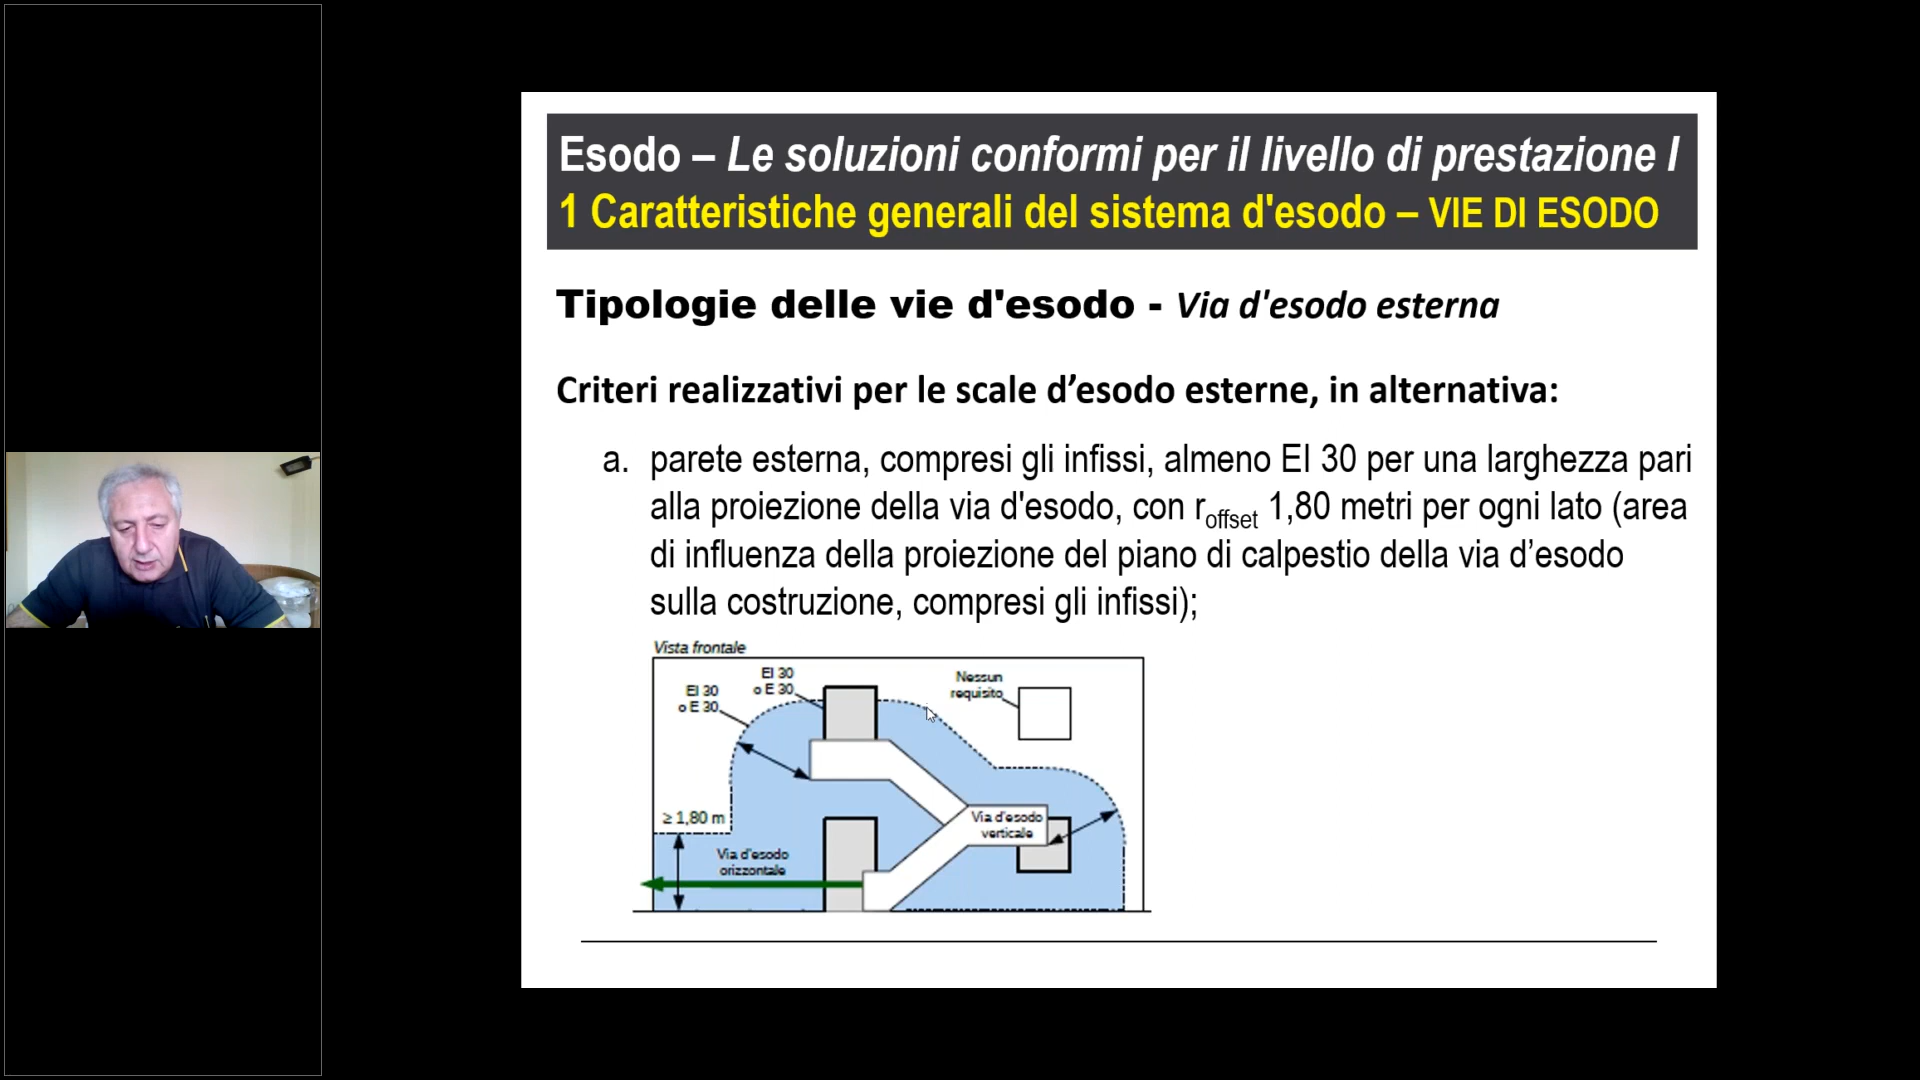 Esodo – Le soluzioni conformi per il livello di prestazione I
1 Caratteristiche generali del sistema d'esodo – VIE DI ESODO
Tipologie delle vie d'esodo - Via d'esodo esterna
Criteri realizzativi per le scale d’esodo esterne, in alternativa:
a. parete esterna, compresi gli infissi, almeno EI 30 per una larghezza pari
alla proiezione della via d'esodo, con roffset 1,80 metri per ogni lato (area
di influenza della proiezione del piano di calpestio della via d’esodo
sulla costruzione, compresi gli infissi);
Vista frontale
EI 30
o E 30
EI 30
o E 30
Nessun
requisito
≥ 1,80 m
Via d'esodo
orizzontale
Via d'esodo
verticale